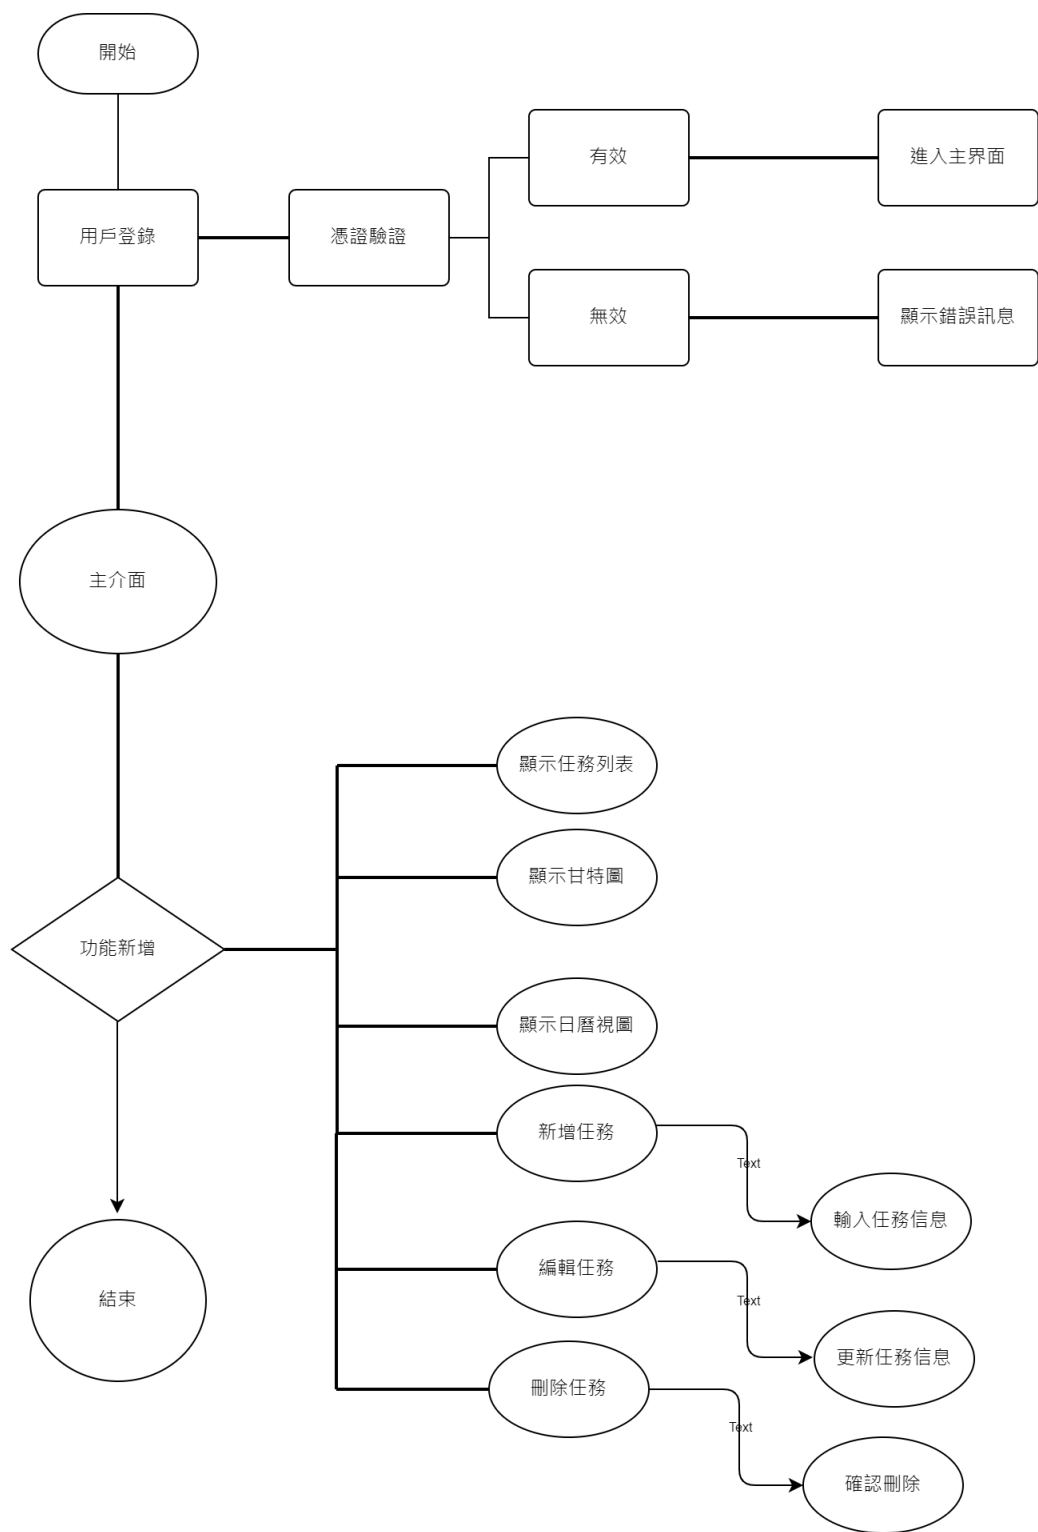 開始
有效
進入主界面
用戶登錄
憑證驗證
無效
顯示錯誤訊息
主介面
顯示任務列表
顯示甘特圖
功能新增
顯示日曆視圖
新增任務
Text
輸入任務信息
編輯任務
結束
Text
更新任務信息
刪除任務
Text
確認刪除